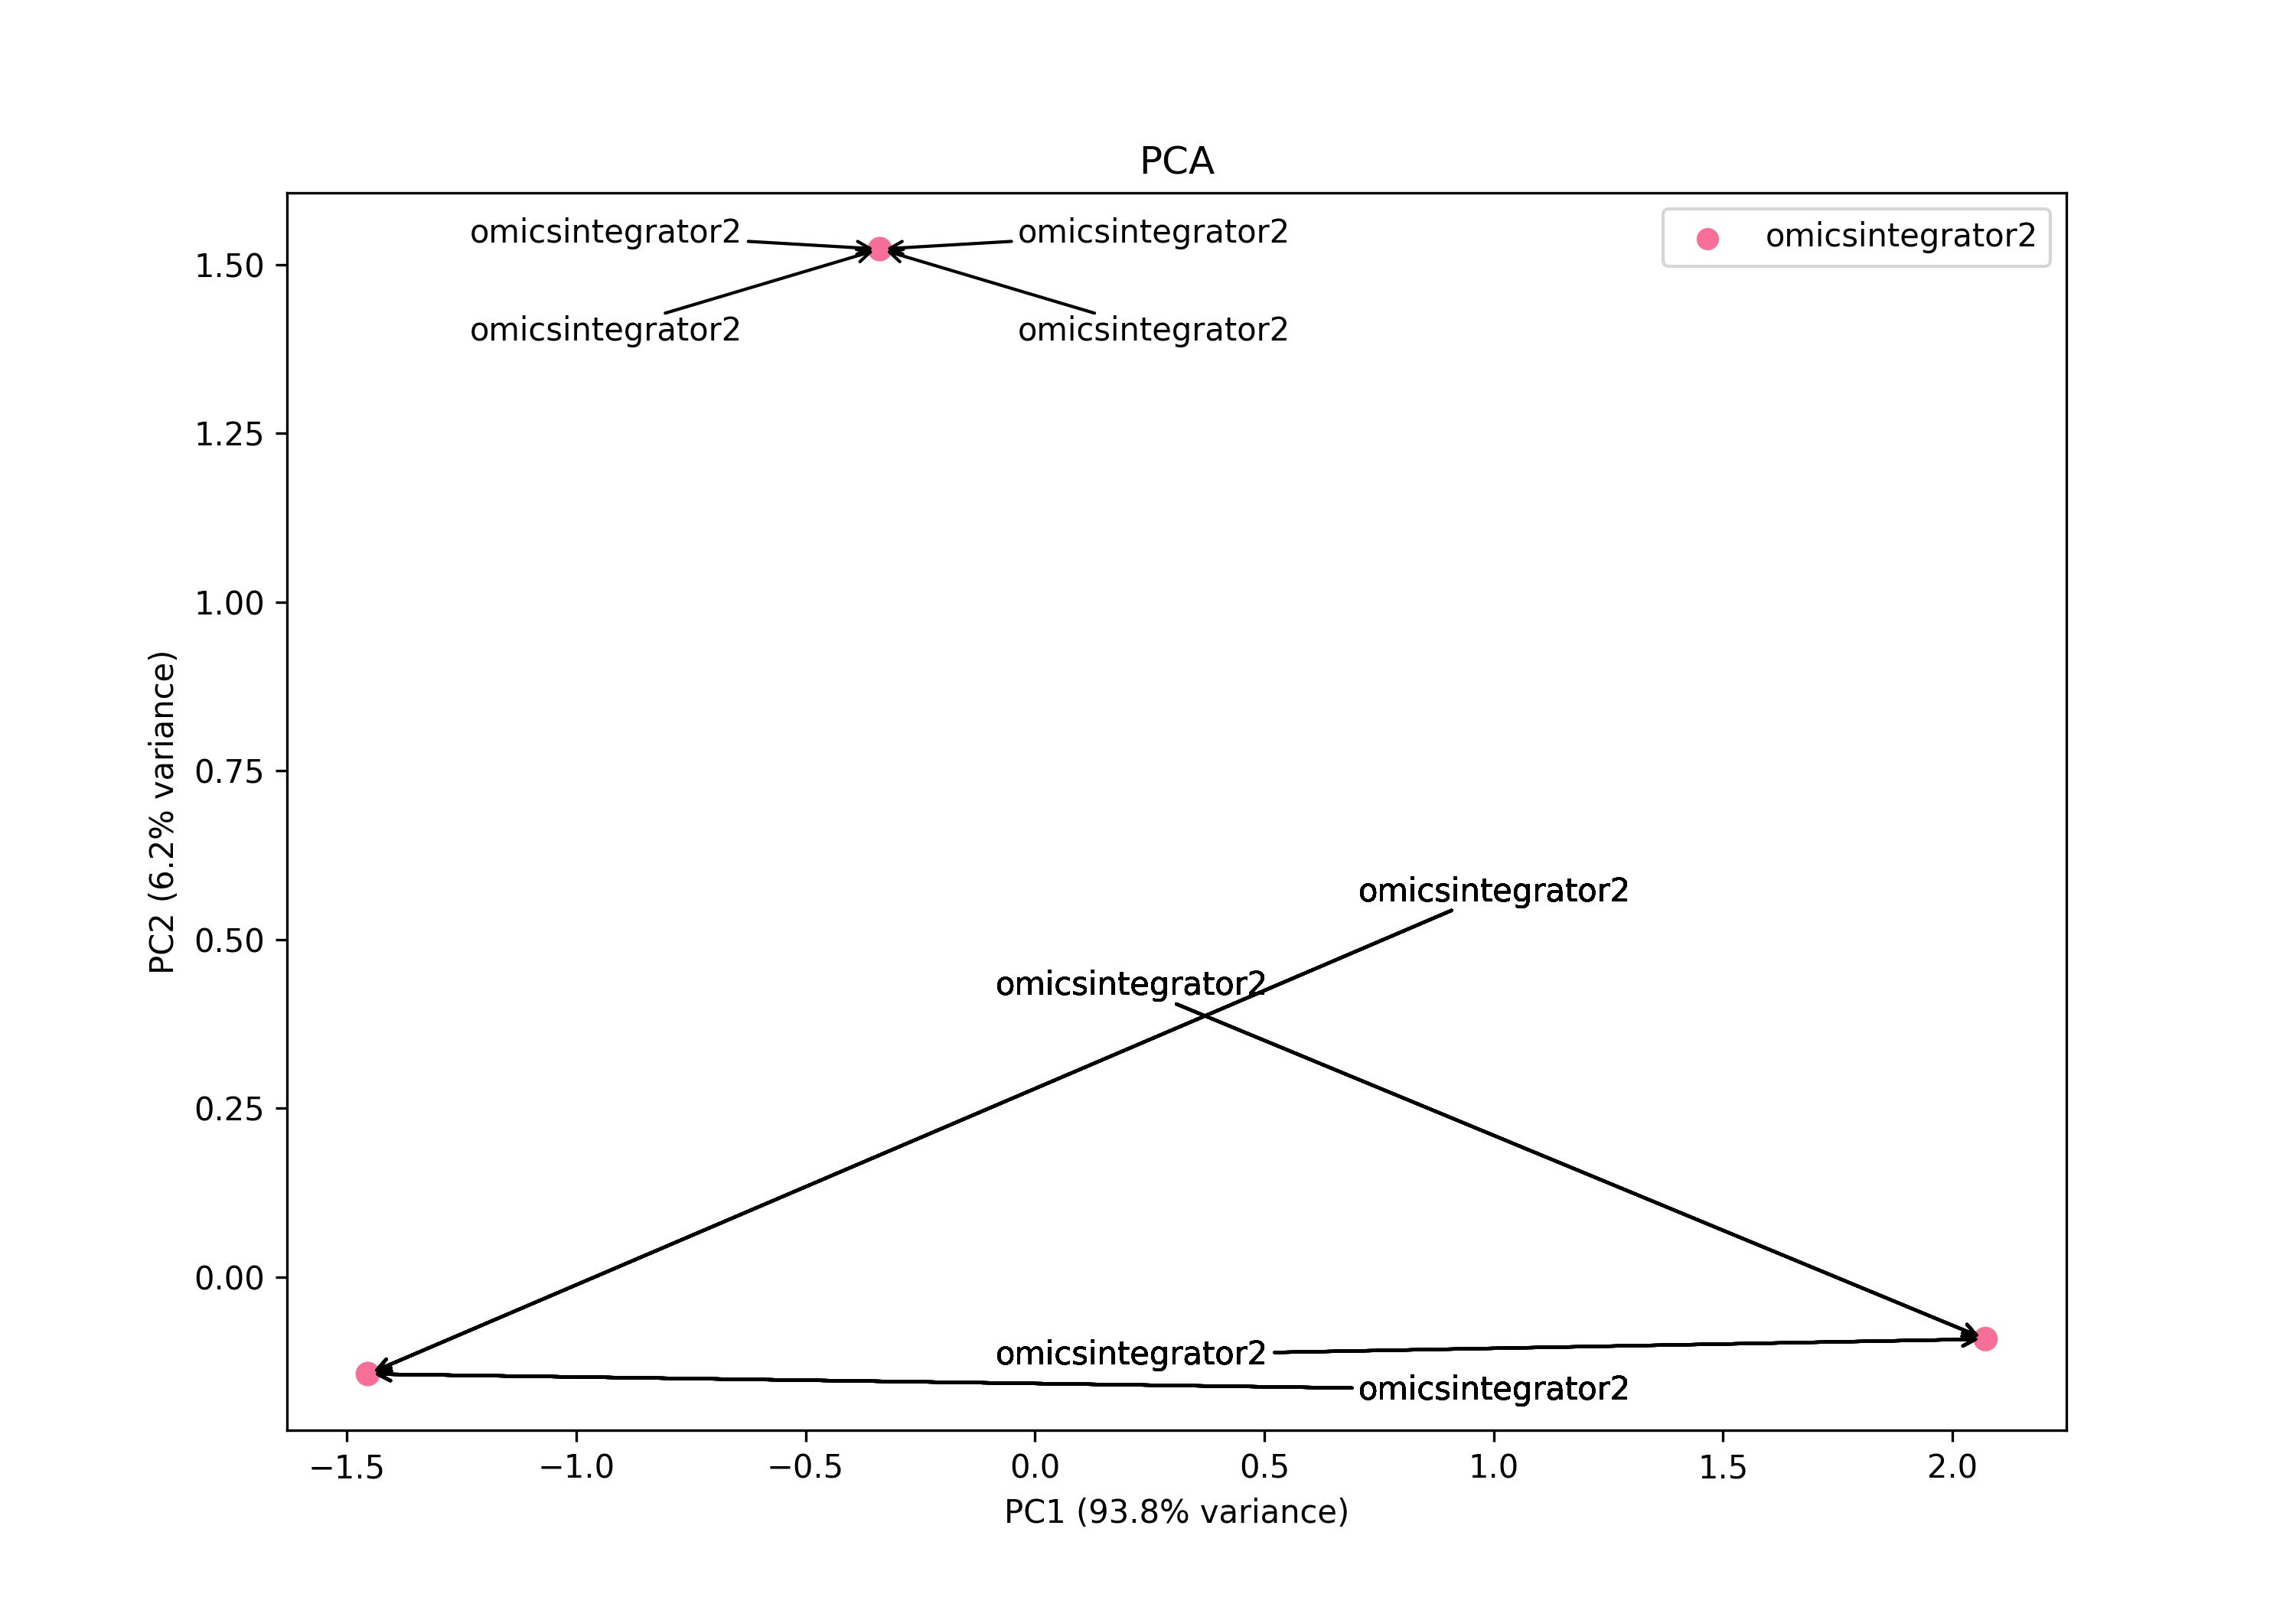 PCA
omicsintegrator2
omicsintegrator2
omicsintegrator2
omicsintegrator2
omicsintegrator2
1.50
1.25
1.00
0.75
0.50
0.25
0.00
PC2 (6.2% variance)
omicsintegrator2
omicsintegrator2
omicsintegrator2
omicsintegrator2
−1.5
−1.0
−0.5
0.0
0.5
1.0
1.5
2.0
PC1 (93.8% variance)